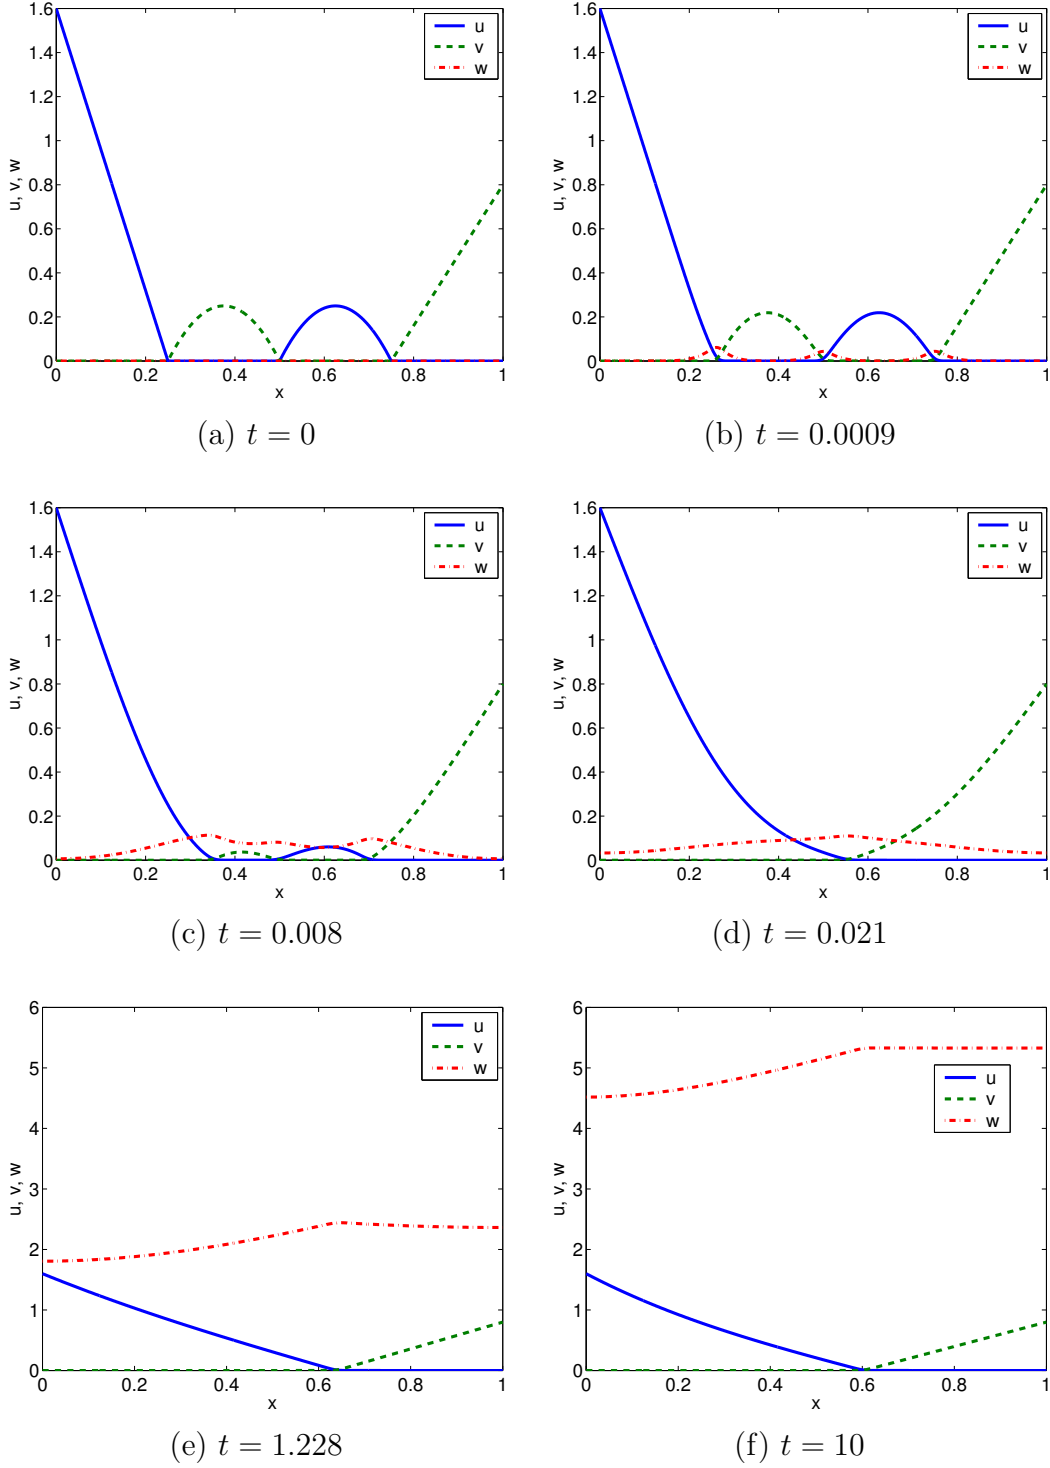 1.6
1.4
1.2
1
0.8
0.6
0.4
0.2
0
u, v, w
0 0.2 0.4 0.6 0.8 1
x
u
v
w
(a) t = 0
1.6
1.4
1.2
1
0.8
0.6
0.4
0.2
0
u, v, w
0 0.2 0.4 0.6 0.8 1
x
u
v
w
(b) t = 0.0009
1.6
1.4
1.2
1
0.8
0.6
0.4
0.2
0
u, v, w
0 0.2 0.4 0.6 0.8 1
x
u
v
w
(c) t = 0.008
1.6
1.4
1.2
1
0.8
0.6
0.4
0.2
0
u, v, w
0 0.2 0.4 0.6 0.8 1
x
u
v
w
(d) t = 0.021
6
5
4
3
2
1
0
u, v, w
0 0.2 0.4 0.6 0.8 1
x
u
v
w
(e) t = 1.228
6
5
4
3
2
1
0
u, v, w
0 0.2 0.4 0.6 0.8 1
x
u
v
w
(f) t = 10